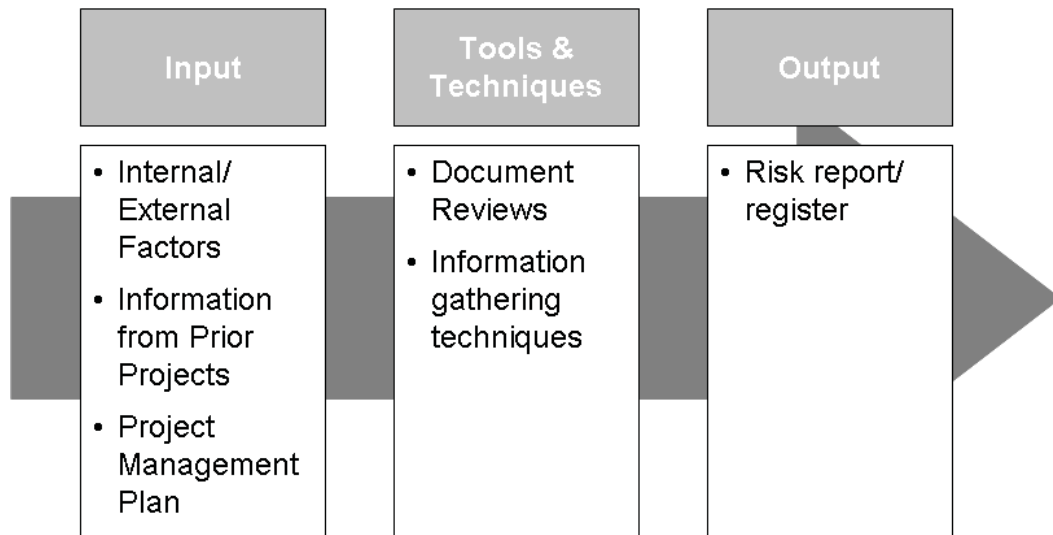 Input
Tools &
Techniques
Output
• Internal/
External
Factors
• Information
from Prior
Projects
• Project
Management
Plan
• Document
Reviews
• Information
gathering
techniques
• Risk report/
register